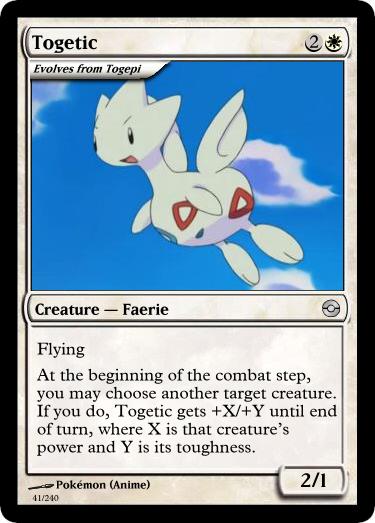 Togetic 2
Evolves from Togepi
Creature — Faerie
Flying
At the beginning of the combat step,
you may choose another target creature.
If you do, Togetic gets +X/+Y until end
of turn, where X is that creature's
power and Y is its toughness.
2/1
Pokémon (Anime)
41/240